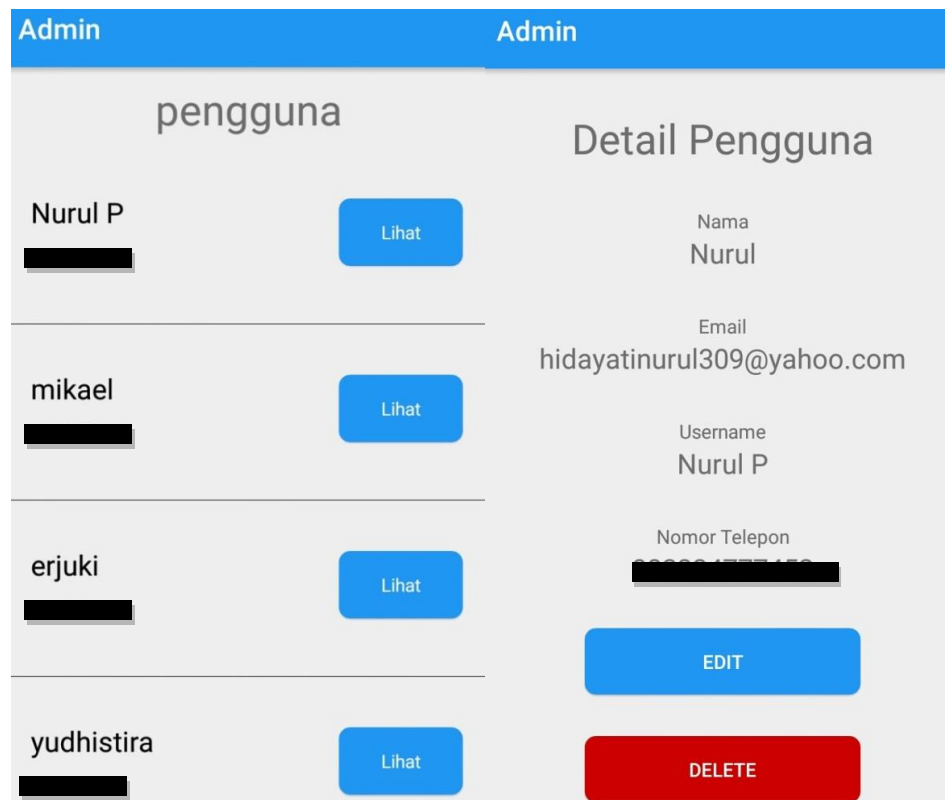 Admin
pengguna
Nurul P
Lihat
mikael
Lihat
erjuki
Lihat
yudhistira
Lihat
Admin
Detail Pengguna
Nama
Nurul
Email
hidayatinurul309@yahoo.com
Username
Nurul P
Nomor Telepon
EDIT
DELETE